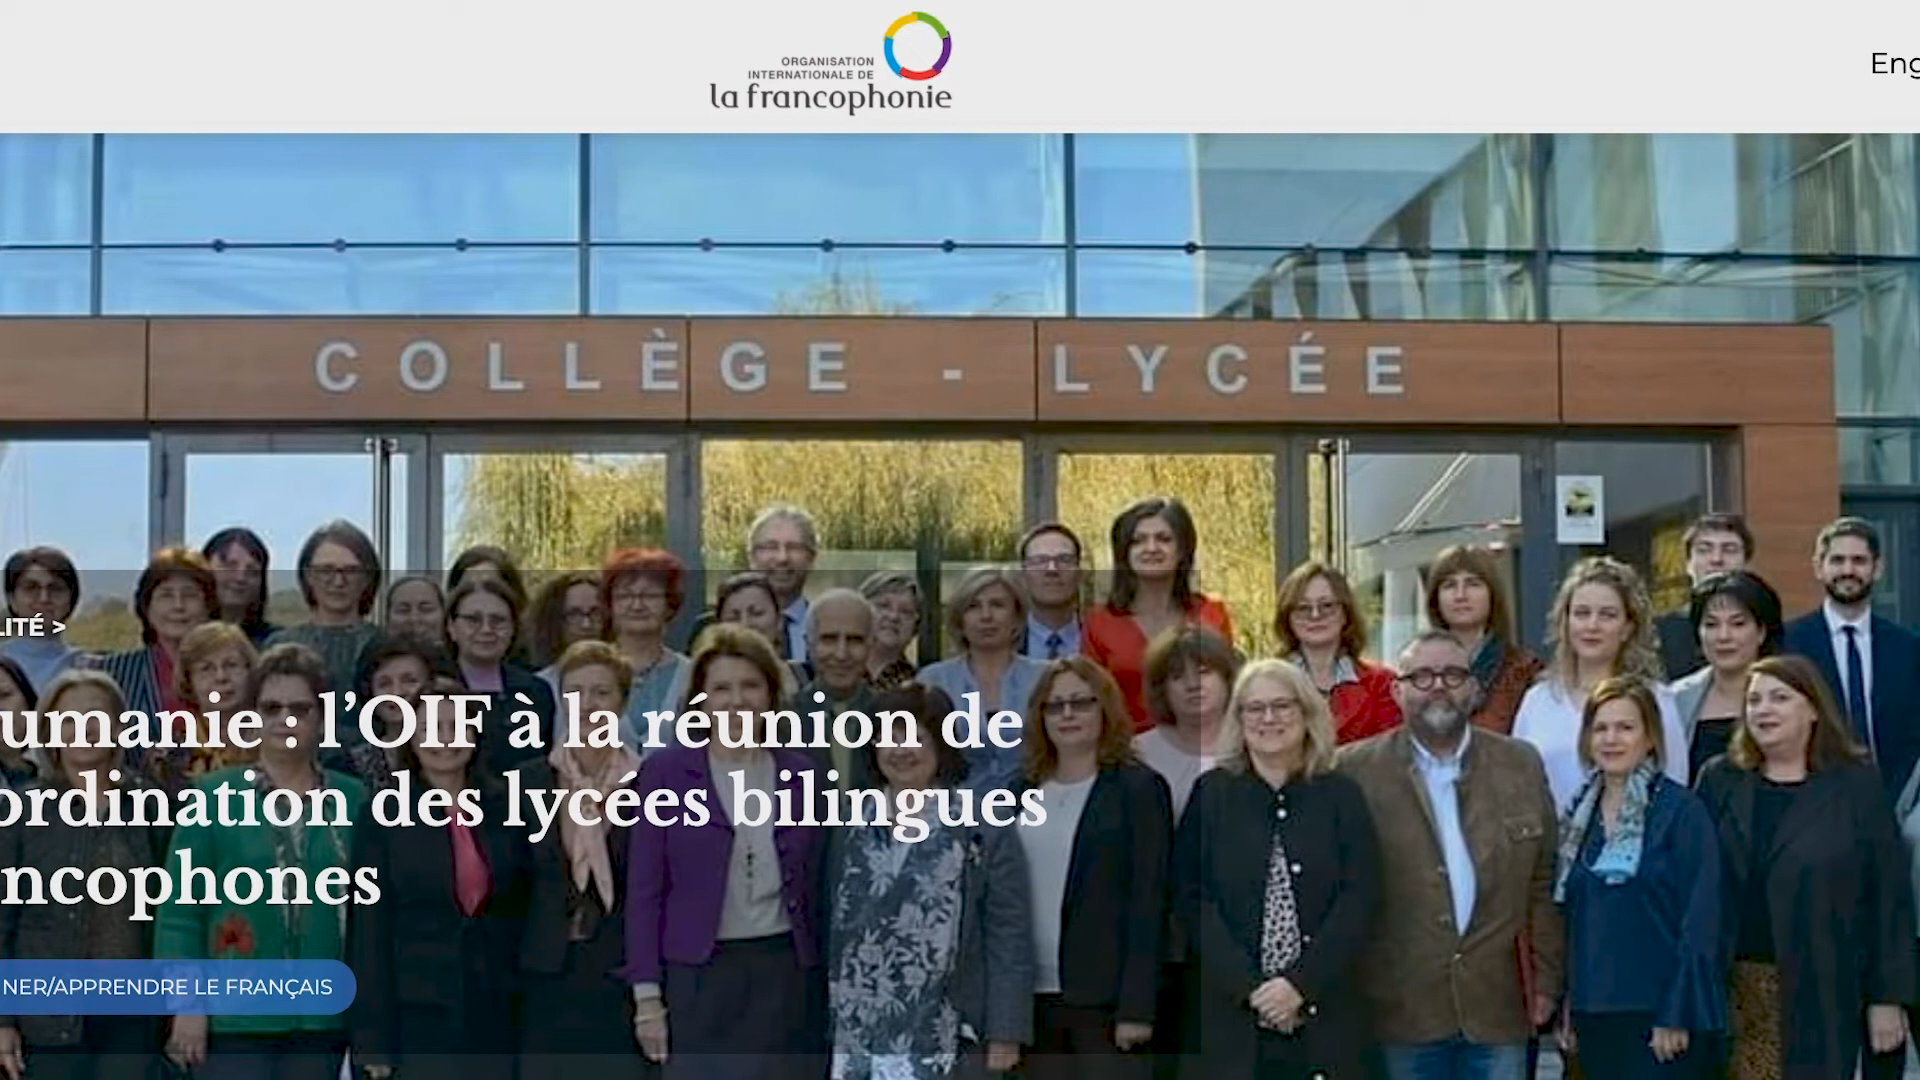 ORGANISATION
INTERNATIONALE DE
la francophonie
Eng
COLLÈGE - LYCÉE
LITÉ >
umanie : l’OIF à la réunion de
ordination des lycées bilingues
ncophones
NER/APPRENDRE LE FRANÇAIS